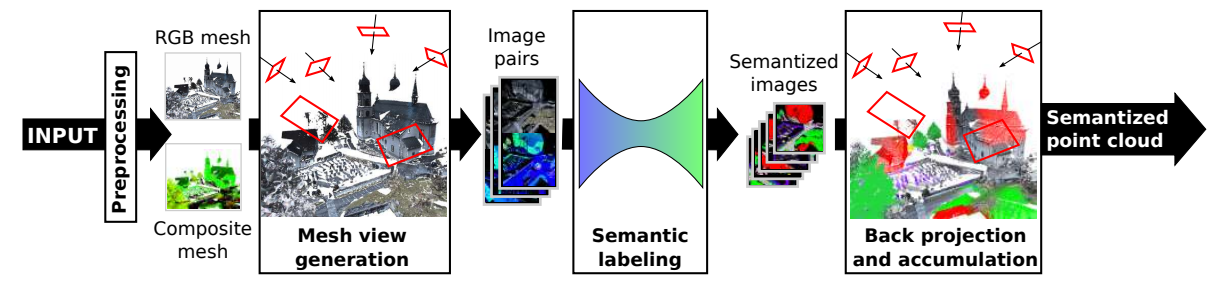 INPUT
Preprocessing
RGB mesh
Composite
mesh
Mesh view
generation
Image
pairs
Semantic
labeling
Semantized
images
Back projection
and accumulation
Semantized
point cloud